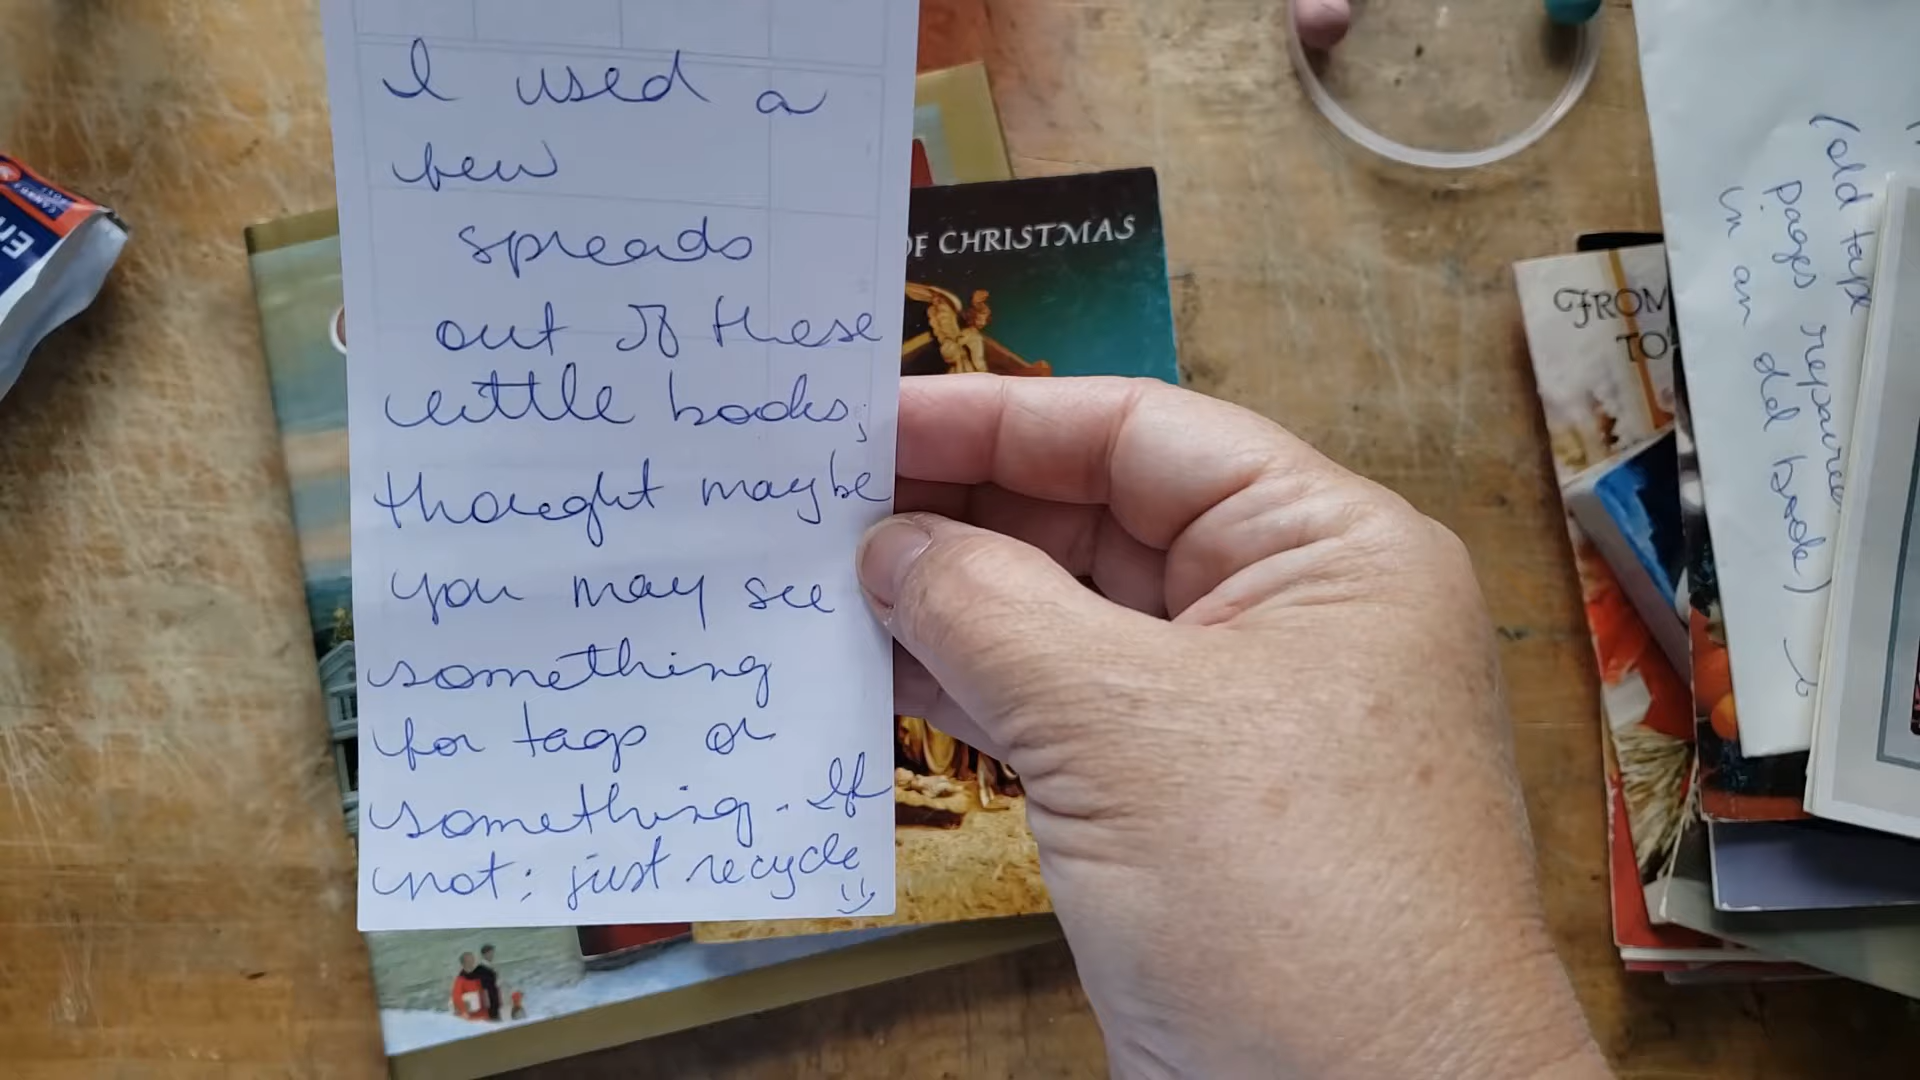 I used a
few
spreads
out of these
little books;
thought maybe
you may see
something
for tags or
something - If
not; just recycle
:)
OF CHRISTMAS
FROM
TO
(old tape
pages repaired
in an old book)